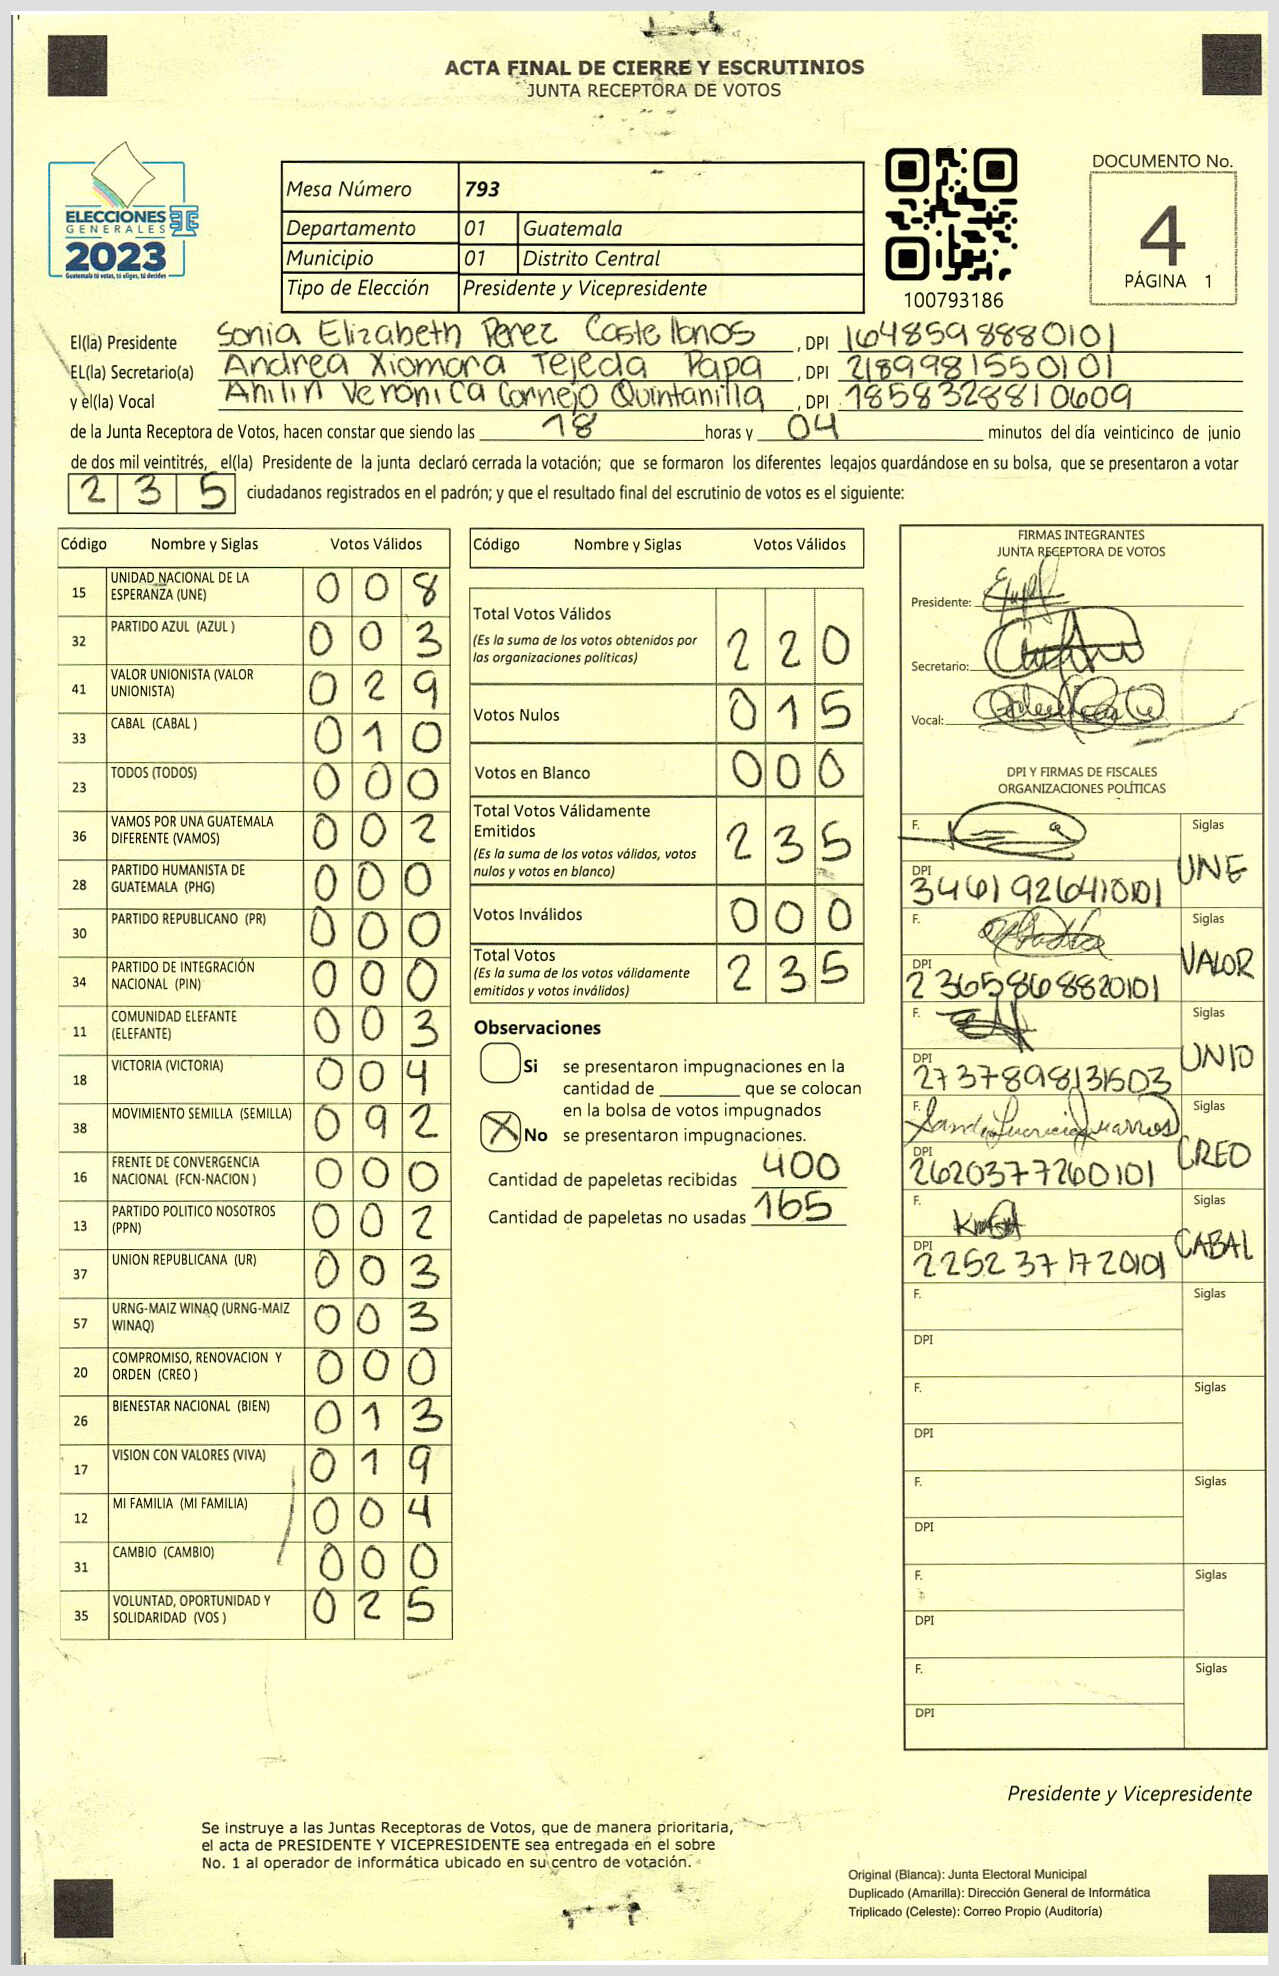 ACTA FINAL DE CIERRE Y ESCRUTINIOS
JUNTA RECEPTORA DE VOTOS
ELECCIONES
GENERALES
2023
Guatemala tú votas, tú eliges, tú decides
Mesa Número 793
Departamento 01 Guatemala
Municipio 01 Distrito Central
Tipo de Elección Presidente y Vicepresidente
100793186
DOCUMENTO No.
4
PÁGINA 1
El(la) Presidente Sonia Elizabeth Perez Castellanos, DPI 1648598880101
EL(la) Secretario(a) Andrea Xiomara Tejeda Papa, DPI 2189981550101
y el(la) Vocal Anilin Verónica Cornejo Quintanilla, DPI 1858328810609
de la Junta Receptora de Votos, hacen constar que siendo las 18 horas y 04 minutos del día veinticinco de junio
de dos mil veintitrés, el(la) Presidente de la junta declaró cerrada la votación; que se formaron los diferentes legajos guardándose en su bolsa, que se presentaron a votar
235 ciudadanos registrados en el padrón; y que el resultado final del escrutinio de votos es el siguiente:
Código Nombre y Siglas Votos Válidos
15 UNIDAD NACIONAL DE LA ESPERANZA (UNE) 0 0 8
32 PARTIDO AZUL (AZUL ) 0 0 3
41 VALOR UNIONISTA (VALOR UNIONISTA) 0 2 9
33 CABAL (CABAL ) 0 1 0
23 TODOS (TODOS) 0 0 0
36 VAMOS POR UNA GUATEMALA DIFERENTE (VAMOS) 0 0 2
28 PARTIDO HUMANISTA DE GUATEMALA (PHG) 0 0 0
30 PARTIDO REPUBLICANO (PR) 0 0 0
34 PARTIDO DE INTEGRACIÓN NACIONAL (PIN) 0 0 0
11 COMUNIDAD ELEFANTE (ELEFANTE) 0 0 3
18 VICTORIA (VICTORIA) 0 0 4
38 MOVIMIENTO SEMILLA (SEMILLA) 0 9 2
16 FRENTE DE CONVERGENCIA NACIONAL (FCN-NACION ) 0 0 0
13 PARTIDO POLITICO NOSOTROS (PPN) 0 0 2
37 UNION REPUBLICANA (UR) 0 0 3
57 URNG-MAIZ WINAQ (URNG-MAIZ WINAQ) 0 0 3
20 COMPROMISO, RENOVACION Y ORDEN (CREO ) 0 0 0
26 BIENESTAR NACIONAL (BIEN) 0 1 3
17 VISION CON VALORES (VIVA) 0 1 9
12 MI FAMILIA (MI FAMILIA) 0 0 4
31 CAMBIO (CAMBIO) 0 0 0
35 VOLUNTAD, OPORTUNIDAD Y SOLIDARIDAD (VOS ) 0 2 5
Código Nombre y Siglas Votos Válidos
Total Votos Válidos 2 2 0
(Es la suma de los votos obtenidos por
las organizaciones políticas)
Votos Nulos 0 1 5
Votos en Blanco 0 0 0
Total Votos Válidamente
Emitidos 2 3 5
(Es la suma de los votos válidos, votos
nulos y votos en blanco)
Votos Inválidos 0 0 0
Total Votos 2 3 5
(Es la suma de los votos válidamente
emitidos y votos inválidos)
Observaciones
Si se presentaron impugnaciones en la
cantidad de ________ que se colocan
en la bolsa de votos impugnados
X No se presentaron impugnaciones.
Cantidad de papeletas recibidas 400
Cantidad de papeletas no usadas 165
FIRMAS INTEGRANTES
JUNTA RECEPTORA DE VOTOS
Presidente:
Secretario:
Vocal:
DPI Y FIRMAS DE FISCALES
ORGANIZACIONES POLÍTICAS
F. Siglas UNE
DPI 3461926410101
F. Siglas VALOR
DPI 2365868820101
F. Siglas UNIO
DPI 2737898131503
F. Siglas CREO
DPI 2620377260101
F. Siglas CABAL
DPI 2252371720101
F. Siglas
DPI
F. Siglas
DPI
F. Siglas
DPI
F. Siglas
DPI
F. Siglas
DPI
Presidente y Vicepresidente
Se instruye a las Juntas Receptoras de Votos, que de manera prioritaria,
el acta de PRESIDENTE Y VICEPRESIDENTE sea entregada en el sobre
No. 1 al operador de informática ubicado en su centro de votación.
Original (Blanca): Junta Electoral Municipal
Duplicado (Amarilla): Dirección General de Informática
Triplicado (Celeste): Correo Propio (Auditoría)